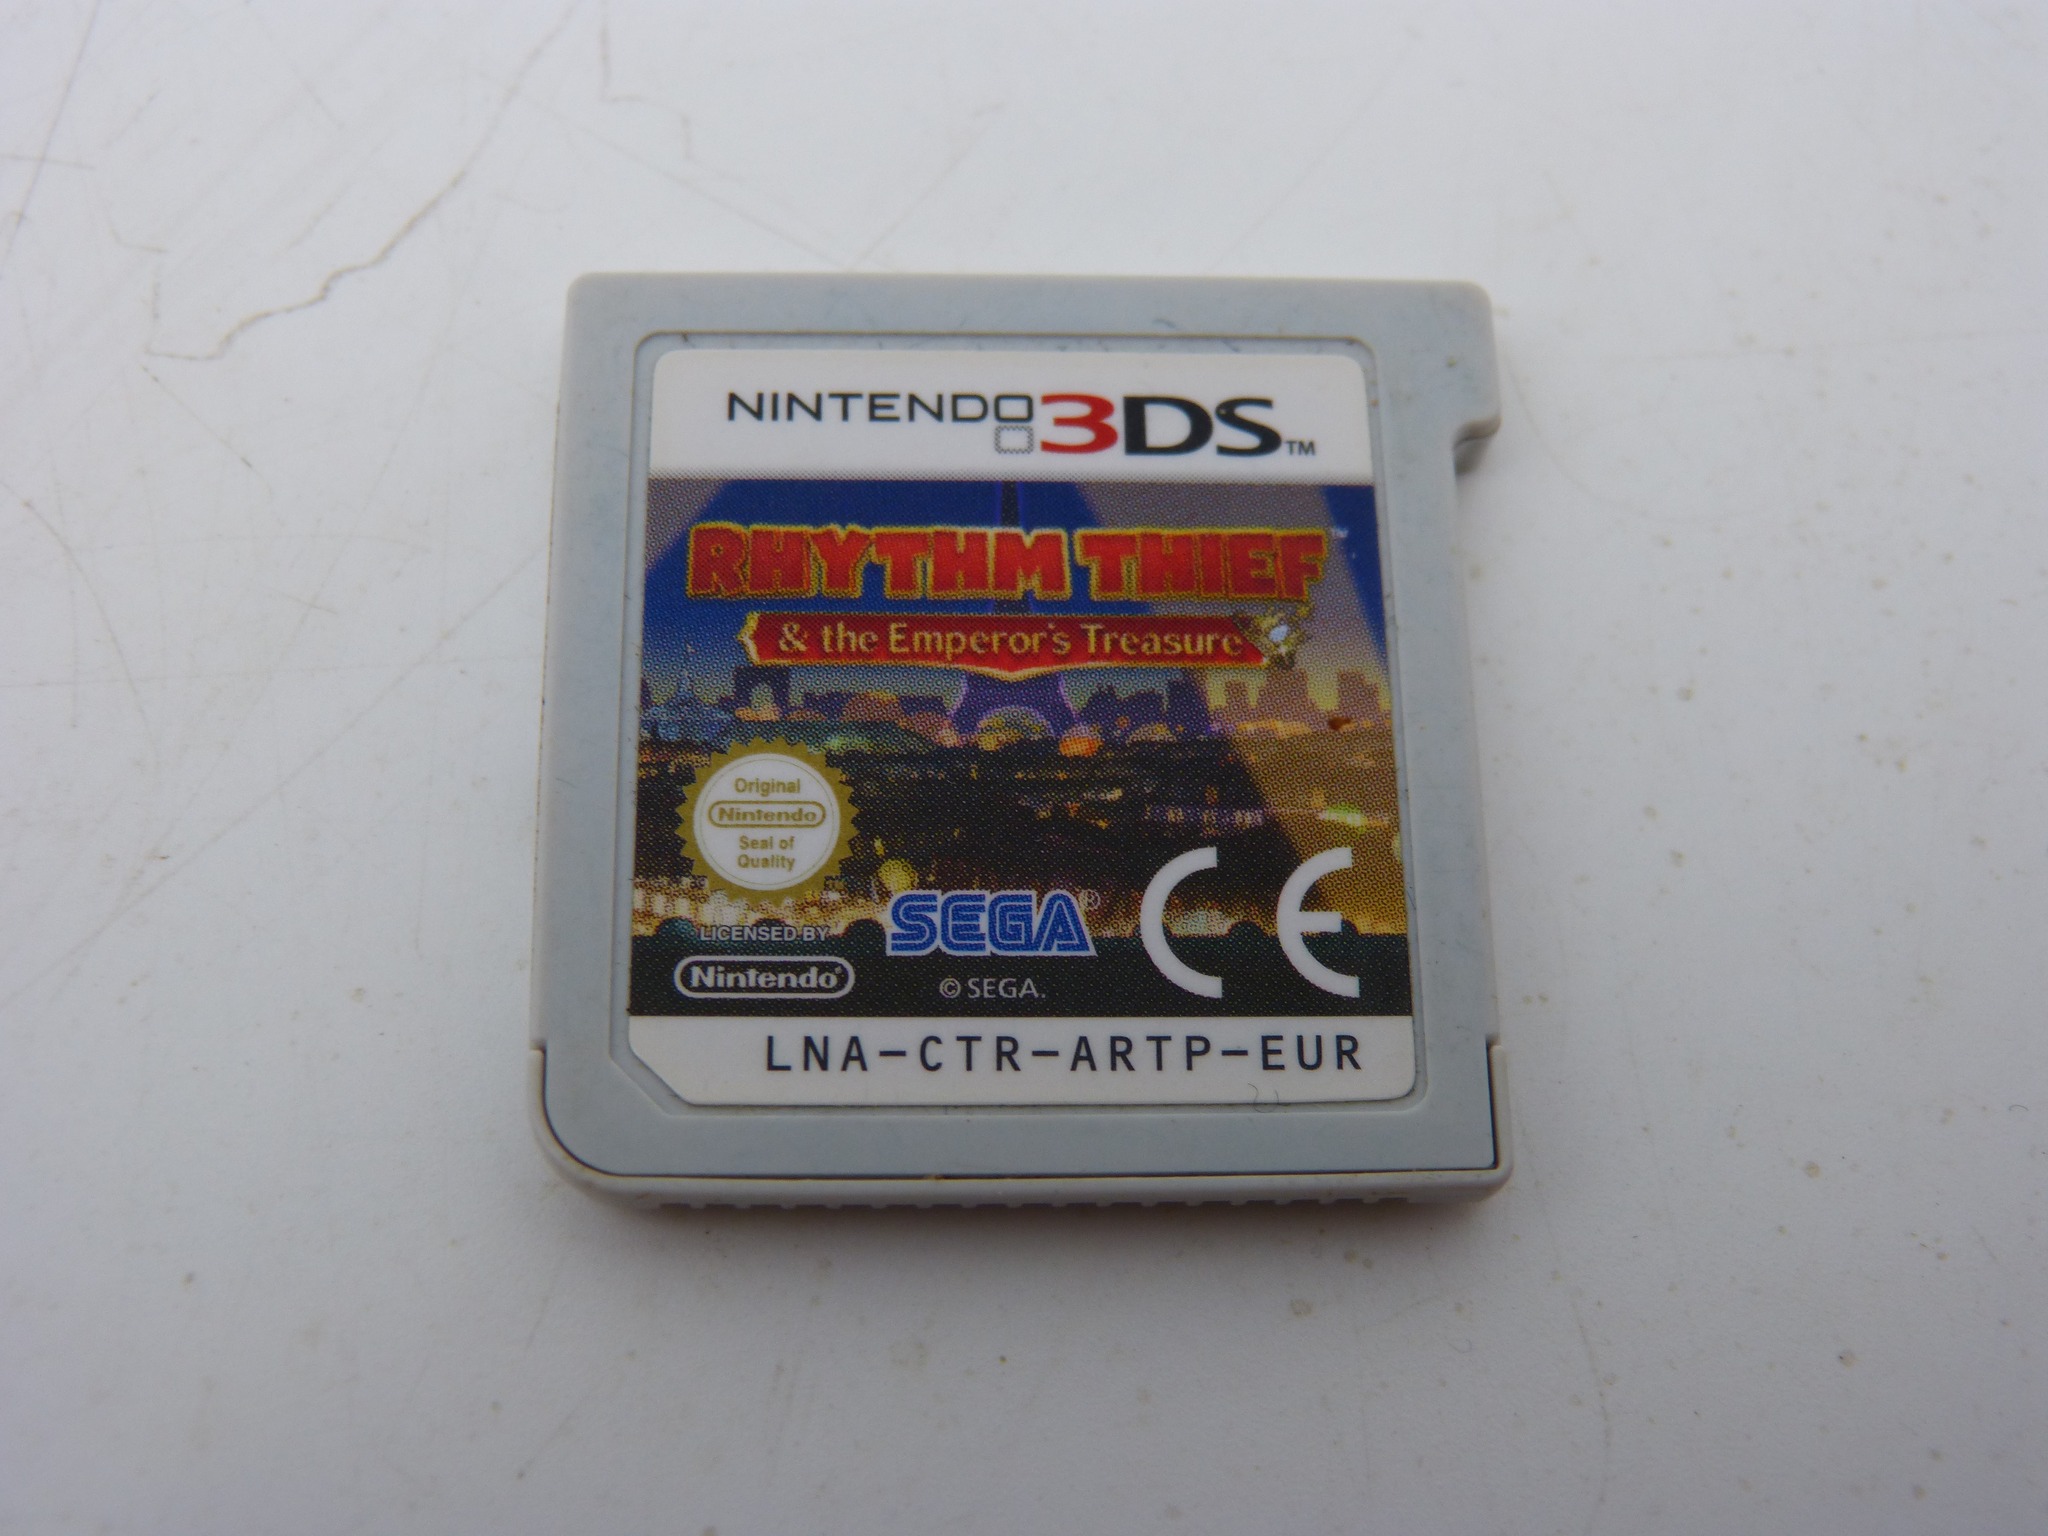 NINTENDO 3DS™
RHYTHM THIEF™
& the Emperor's Treasure
Original
Nintendo
Seal of
Quality
LICENSED BY
Nintendo®
SEGA®
© SEGA.
CE
LNA-CTR-ARTP-EUR